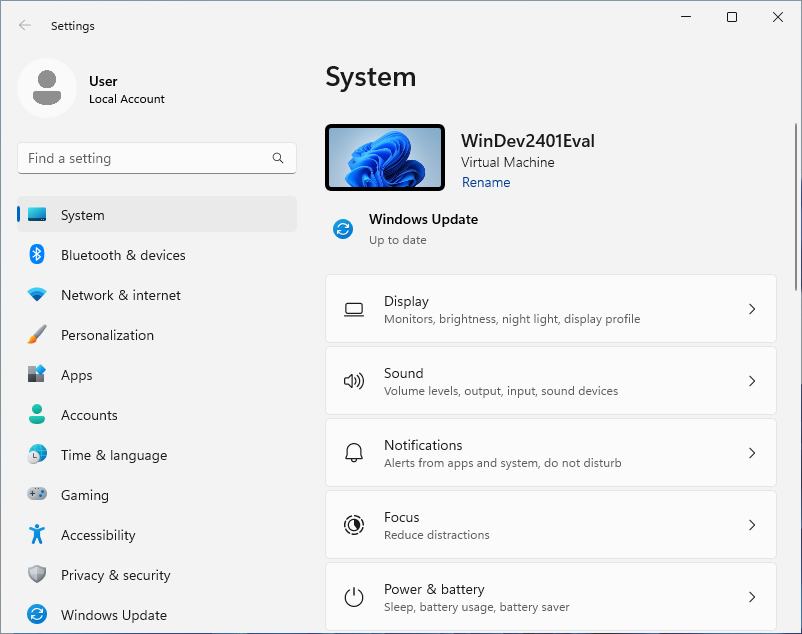 Settings
User
Local Account
Find a setting
System
Bluetooth & devices
Network & internet
Personalization
Apps
Accounts
Time & language
Gaming
Accessibility
Privacy & security
Windows Update
System
WinDev2401Eval
Virtual Machine
Rename
Windows Update
Up to date
Display
Monitors, brightness, night light, display profile
Sound
Volume levels, output, input, sound devices
Notifications
Alerts from apps and system, do not disturb
Focus
Reduce distractions
Power & battery
Sleep, battery usage, battery saver